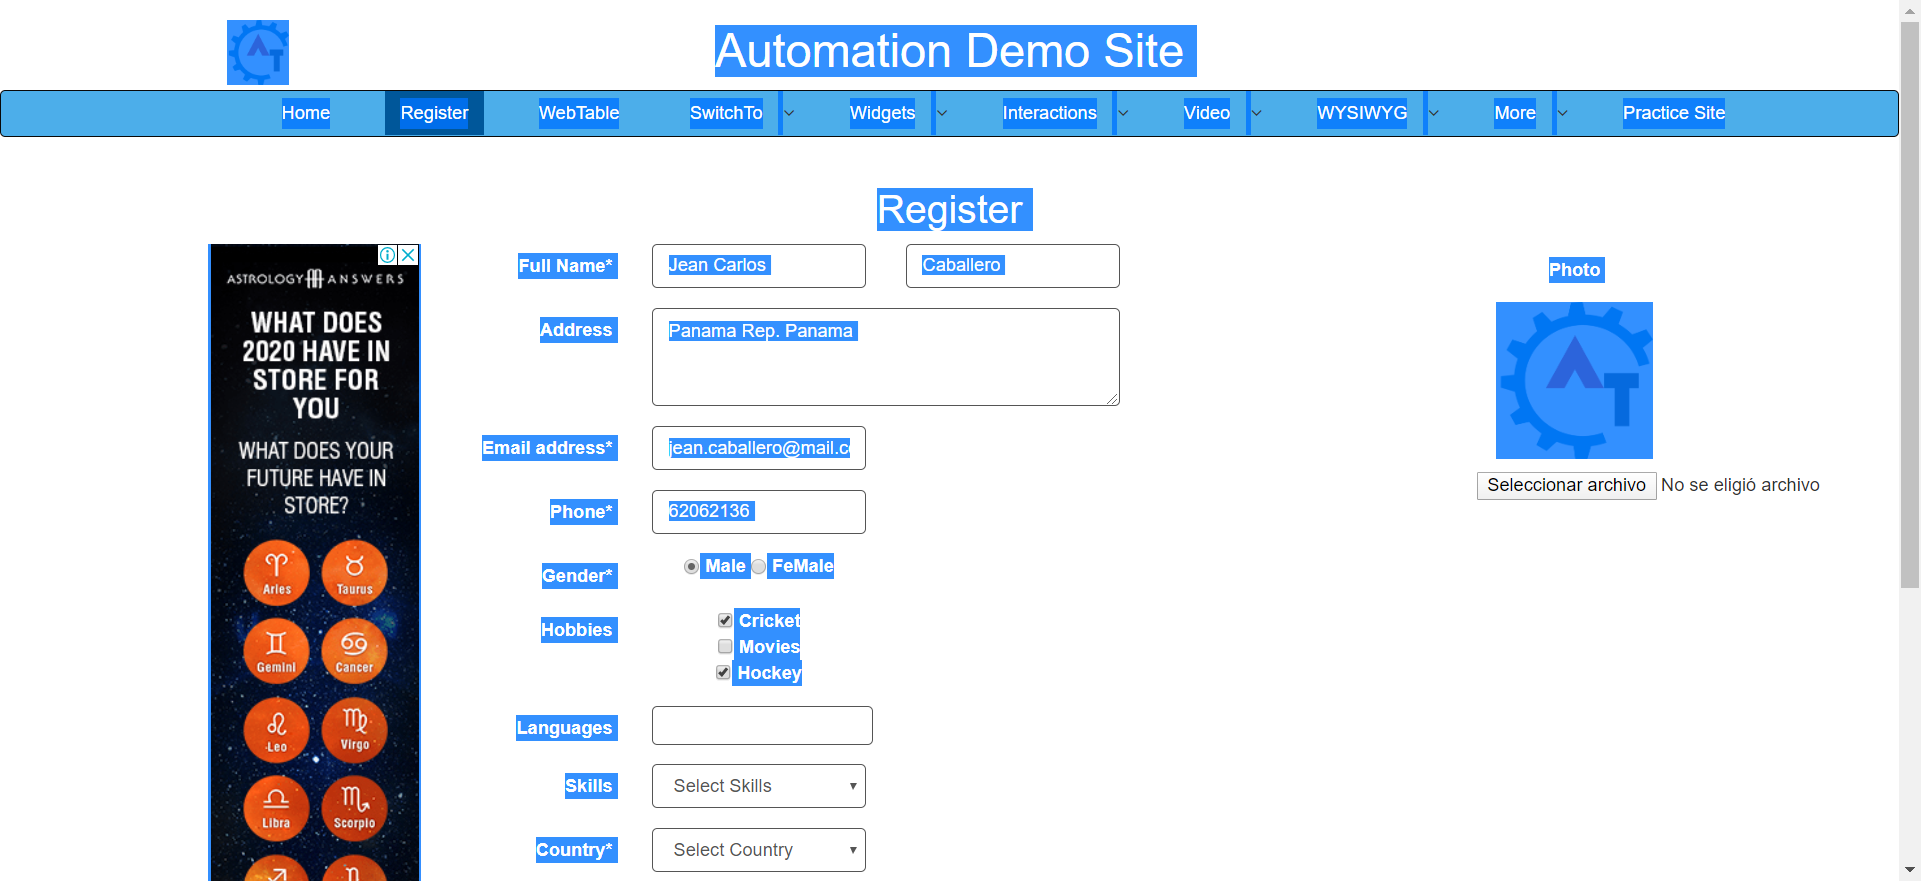 Automation Demo Site
Home Register WebTable SwitchTo Widgets Interactions Video WYSIWYG More Practice Site
Register
ASTROLOGY ANSWERS
WHAT DOES
2020 HAVE IN
STORE FOR
YOU
WHAT DOES YOUR
FUTURE HAVE IN
STORE?
Aries Taurus
Gemini Cancer
Leo Virgo
Libra Scorpio
Full Name* Jean Carlos Caballero
Address Panama Rep. Panama
Email address* jean.caballero@mail.c
Phone* 62062136
Gender* Male FeMale
Hobbies Cricket
Movies
Hockey
Languages
Skills Select Skills
Country* Select Country
Photo
AT
Seleccionar archivo No se eligió archivo